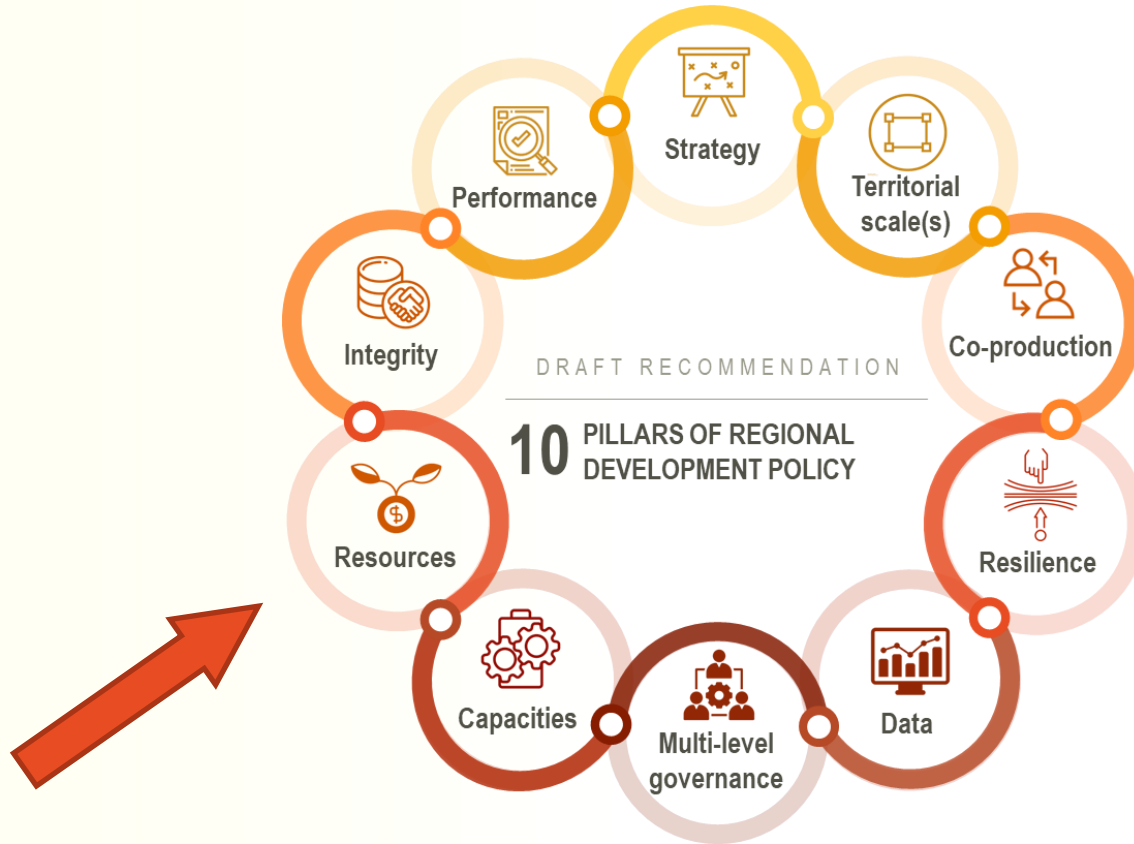 Strategy
Territorial
scale(s)
Co-production
Resilience
Data
Multi-level
governance
Capacities
Resources
Integrity
Performance
DRAFT RECOMMENDATION
10 PILLARS OF REGIONAL
DEVELOPMENT POLICY
$